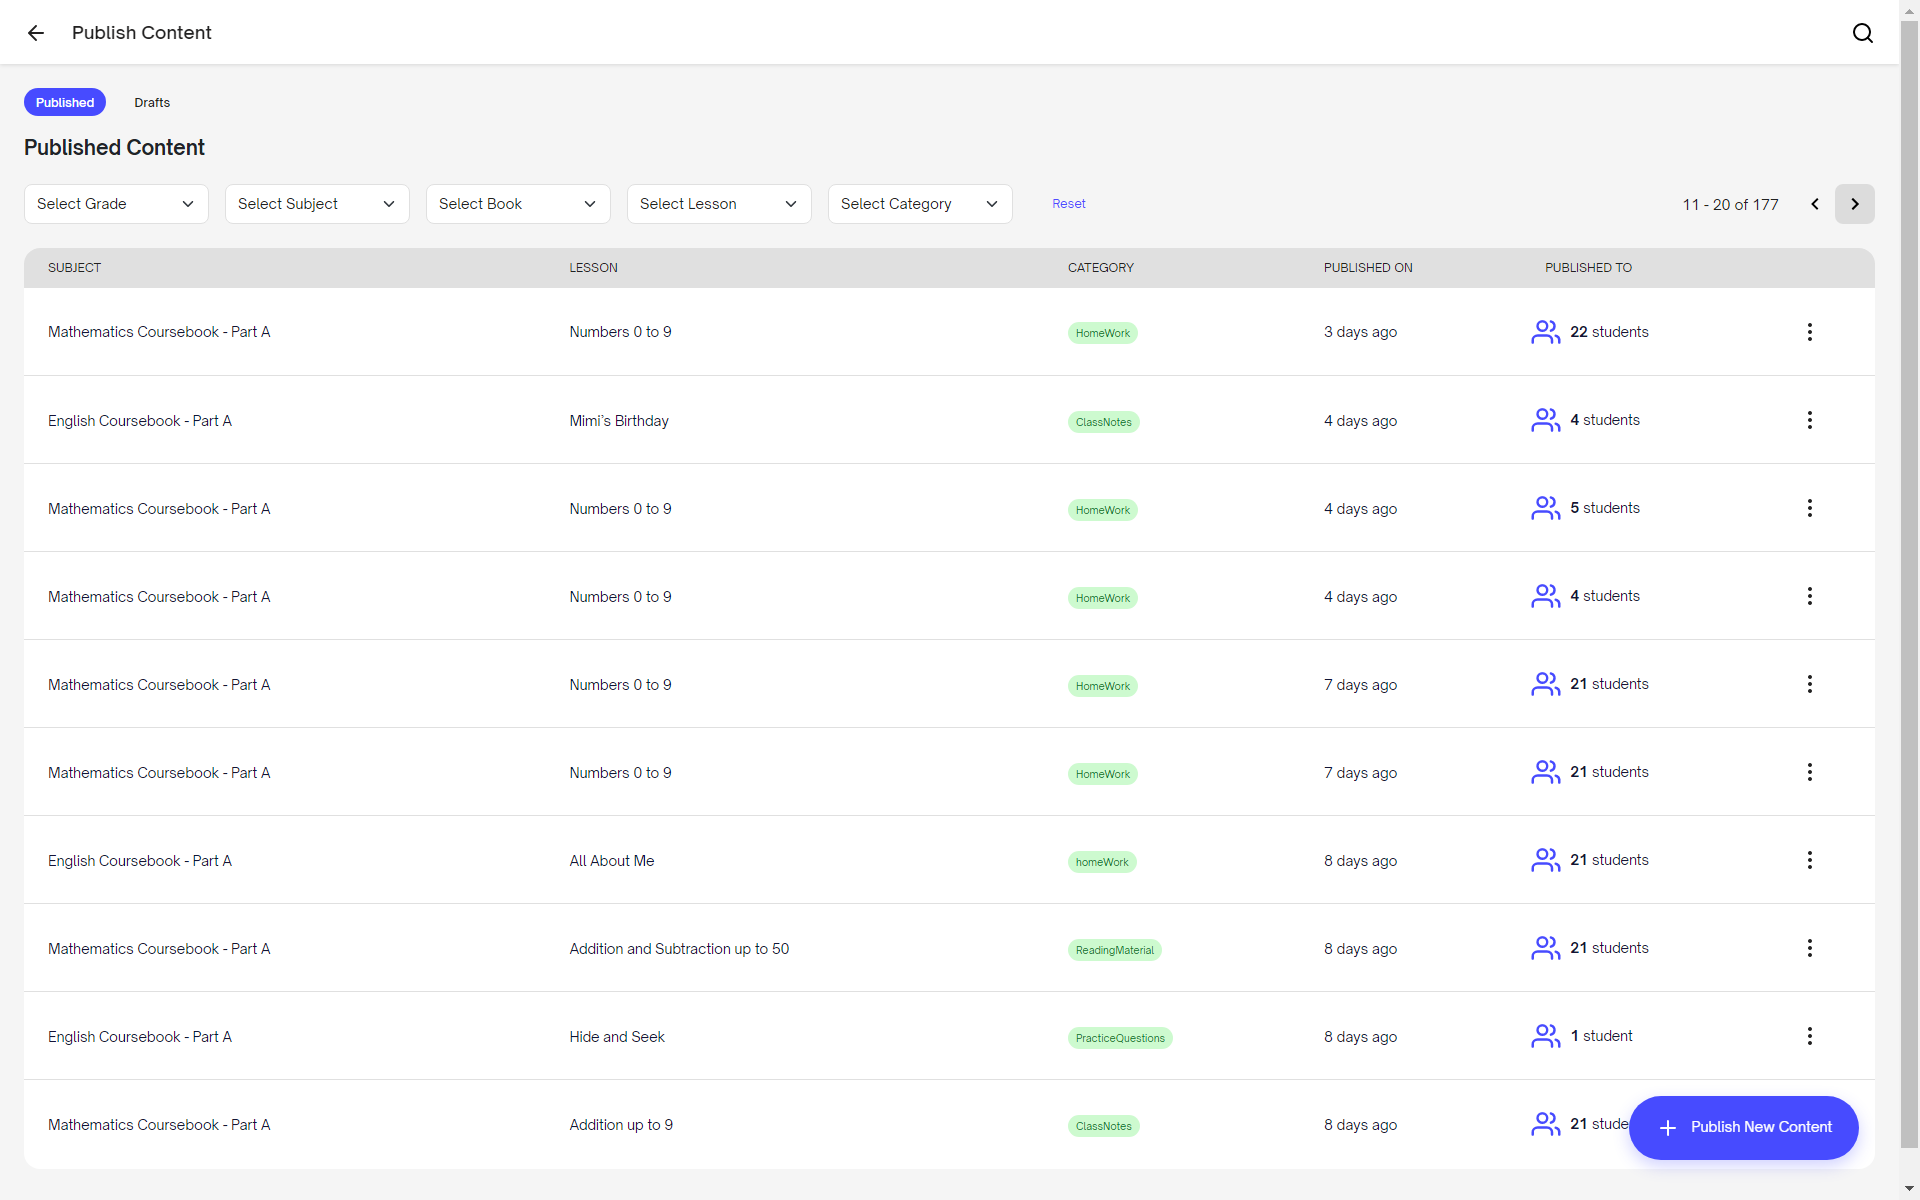 Publish Content
Published Drafts
Published Content
Select Grade Select Subject Select Book Select Lesson Select Category Reset 11 - 20 of 177
SUBJECT LESSON CATEGORY PUBLISHED ON PUBLISHED TO
Mathematics Coursebook - Part A Numbers 0 to 9 HomeWork 3 days ago 22 students
English Coursebook - Part A Mimi's Birthday ClassNotes 4 days ago 4 students
Mathematics Coursebook - Part A Numbers 0 to 9 HomeWork 4 days ago 5 students
Mathematics Coursebook - Part A Numbers 0 to 9 HomeWork 4 days ago 4 students
Mathematics Coursebook - Part A Numbers 0 to 9 HomeWork 7 days ago 21 students
Mathematics Coursebook - Part A Numbers 0 to 9 HomeWork 7 days ago 21 students
English Coursebook - Part A All About Me homeWork 8 days ago 21 students
Mathematics Coursebook - Part A Addition and Subtraction up to 50 ReadingMaterial 8 days ago 21 students
English Coursebook - Part A Hide and Seek PracticeQuestions 8 days ago 1 student
Mathematics Coursebook - Part A Addition up to 9 ClassNotes 8 days ago 21 stude
Publish New Content